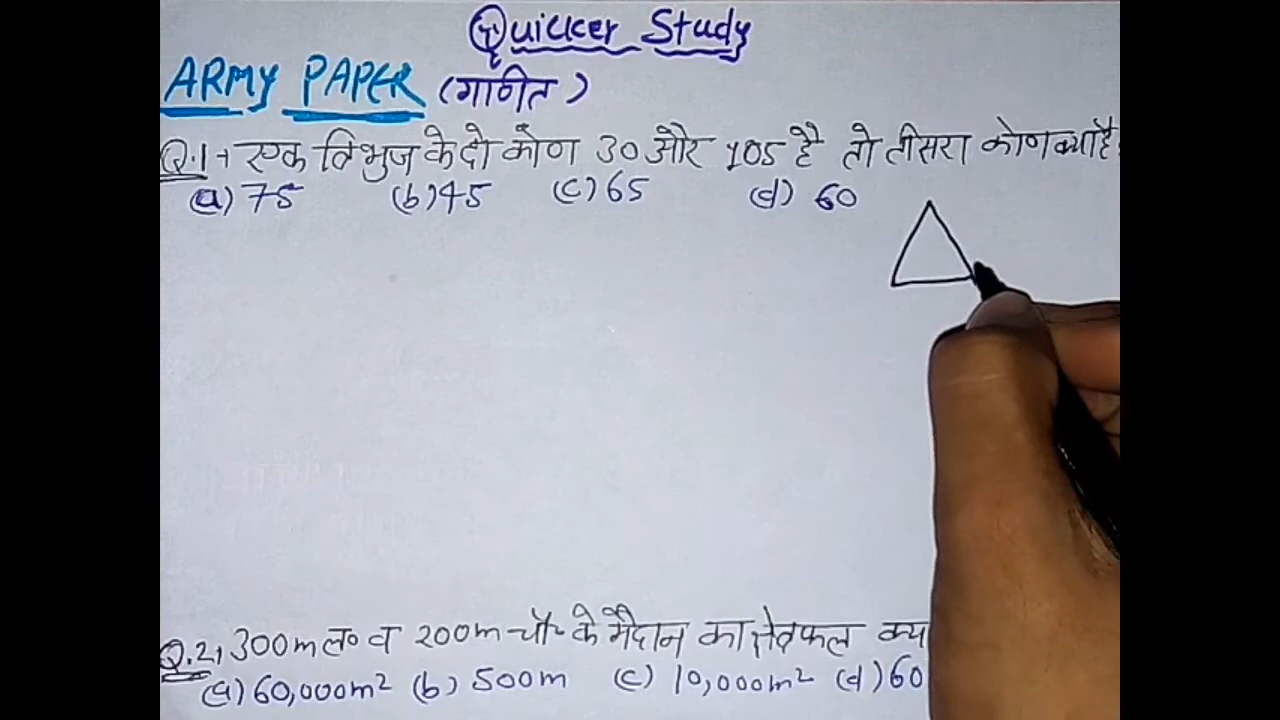 Quicker Study
ARMY PAPER (गणित)
Q.1→ एक त्रिभुज के दो कोण 30 और 105 है तो तीसरा कोण क्या है
(a) 75 (b) 45 (c) 65 (d) 60
Q.2→ 300m ल० व 200m चौ० के मैदान का क्षेत्रफल क्य
(a) 60,000m² (b) 500m (c) 10,000m² (d) 60